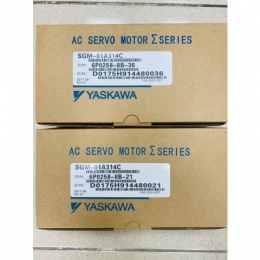 AC SERVO MOTOR Σ SERIES
SGM-01A314C
6P0258-8B-36
D0175H914480036
YASKAWA
AC SERVO MOTOR Σ SERIES
SGM-01A314C
6P0258-8B-21
D0175H914480021
YASKAWA